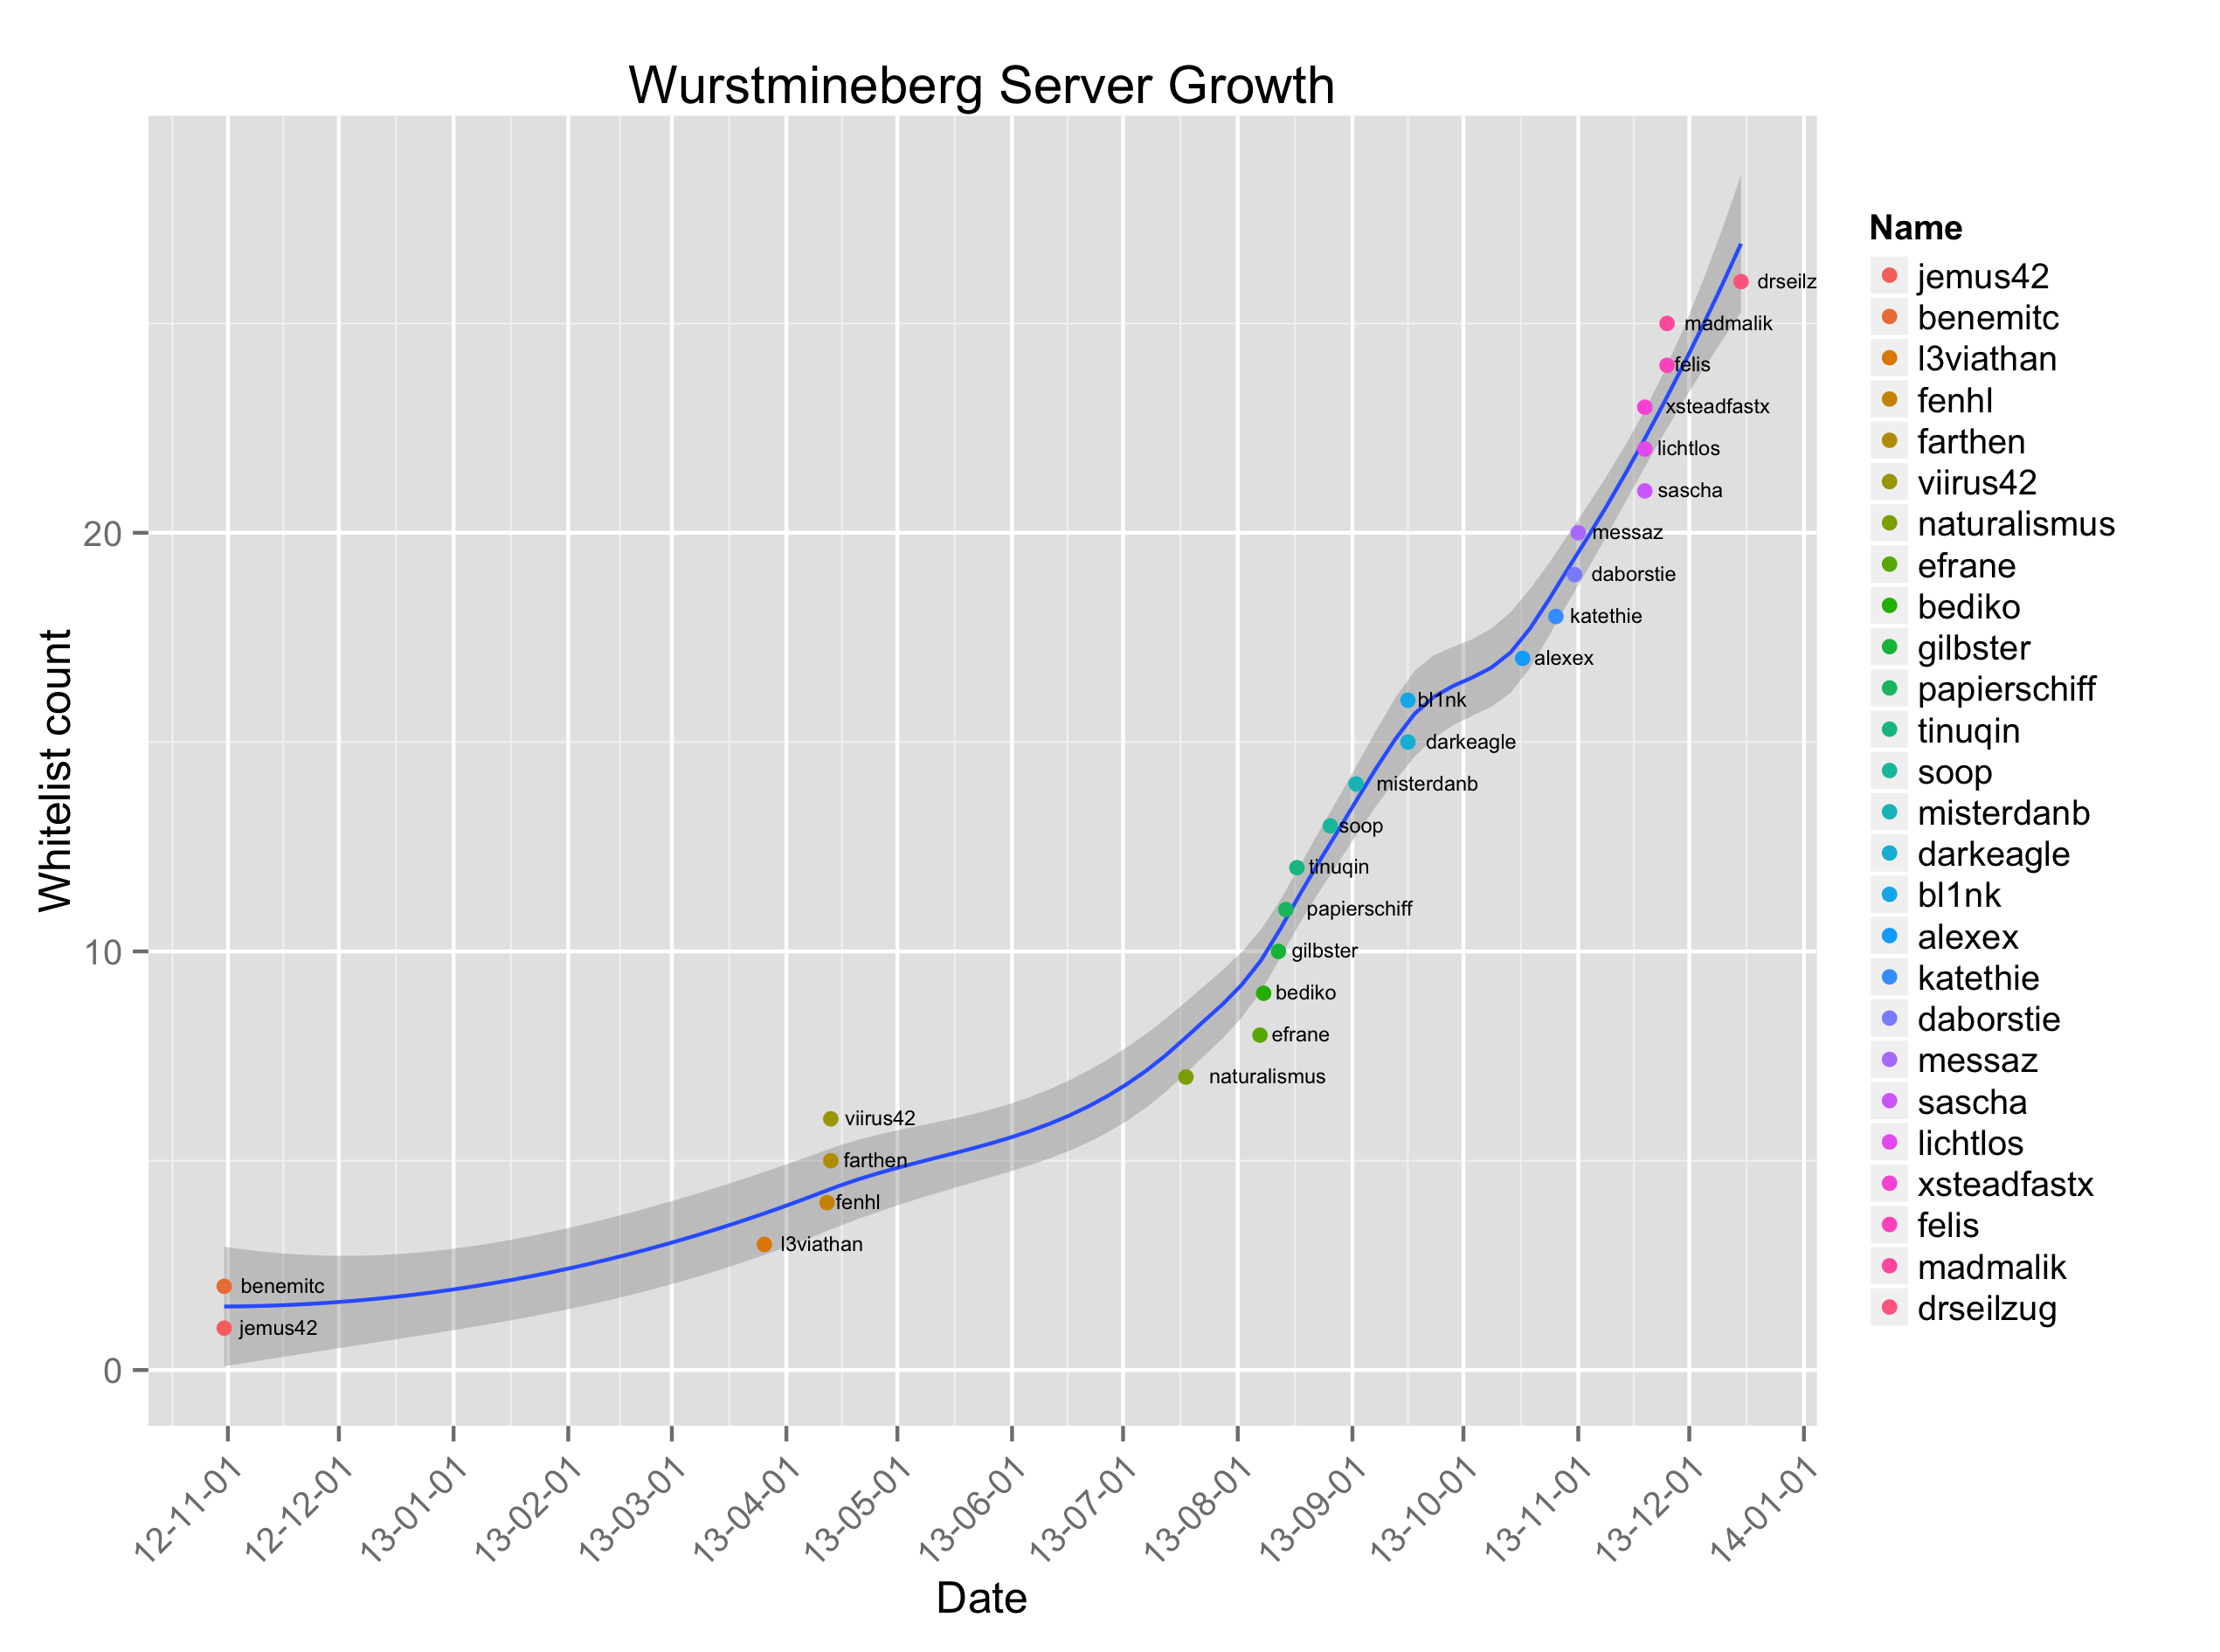 Wurstmineberg Server Growth
Whitelist count
20
10
0
drseilz
madmalik
felis
xsteadfastx
lichtlos
sascha
messaz
daborstie
katethie
alexex
bl1nk
darkeagle
misterdanb
soop
tinuqin
papierschiff
gilbster
bediko
efrane
naturalismus
viirus42
farthen
fenhl
l3viathan
benemitc
jemus42
12-11-01
12-12-01
13-01-01
13-02-01
13-03-01
13-04-01
13-05-01
13-06-01
13-07-01
13-08-01
13-09-01
13-10-01
13-11-01
13-12-01
14-01-01
Date
Name
jemus42
benemitc
l3viathan
fenhl
farthen
viirus42
naturalismus
efrane
bediko
gilbster
papierschiff
tinuqin
soop
misterdanb
darkeagle
bl1nk
alexex
katethie
daborstie
messaz
sascha
lichtlos
xsteadfastx
felis
madmalik
drseilzug